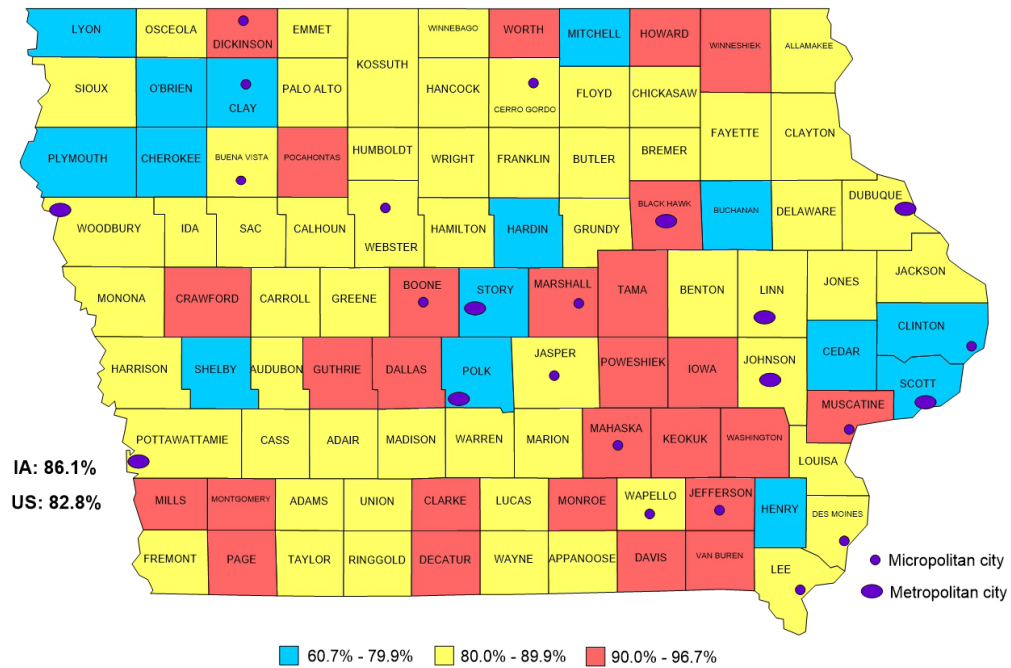 LYON
OSCEOLA
DICKINSON
EMMET
WINNEBAGO
WORTH
MITCHELL
HOWARD
WINNESHIEK
ALLAMAKEE
KOSSUTH
SIOUX
O'BRIEN
CLAY
PALO ALTO
HANCOCK
CERRO GORDO
FLOYD
CHICKASAW
FAYETTE
CLAYTON
PLYMOUTH
CHEROKEE
BUENA VISTA
POCAHONTAS
HUMBOLDT
WRIGHT
FRANKLIN
BUTLER
BREMER
WOODBURY
IDA
SAC
CALHOUN
WEBSTER
HAMILTON
HARDIN
GRUNDY
BLACK HAWK
BUCHANAN
DELAWARE
DUBUQUE
MONONA
CRAWFORD
CARROLL
GREENE
BOONE
STORY
MARSHALL
TAMA
BENTON
LINN
JONES
JACKSON
CLINTON
HARRISON
SHELBY
AUDUBON
GUTHRIE
DALLAS
POLK
JASPER
POWESHIEK
IOWA
JOHNSON
CEDAR
SCOTT
MUSCATINE
POTTAWATTAMIE
CASS
ADAIR
MADISON
WARREN
MARION
MAHASKA
KEOKUK
WASHINGTON
LOUISA
IA: 86.1%
US: 82.8%
MILLS
MONTGOMERY
ADAMS
UNION
CLARKE
LUCAS
MONROE
WAPELLO
JEFFERSON
HENRY
DES MOINES
FREMONT
PAGE
TAYLOR
RINGGOLD
DECATUR
WAYNE
APPANOOSE
DAVIS
VAN BUREN
LEE
Micropolitan city
Metropolitan city
60.7% - 79.9%
80.0% - 89.9%
90.0% - 96.7%